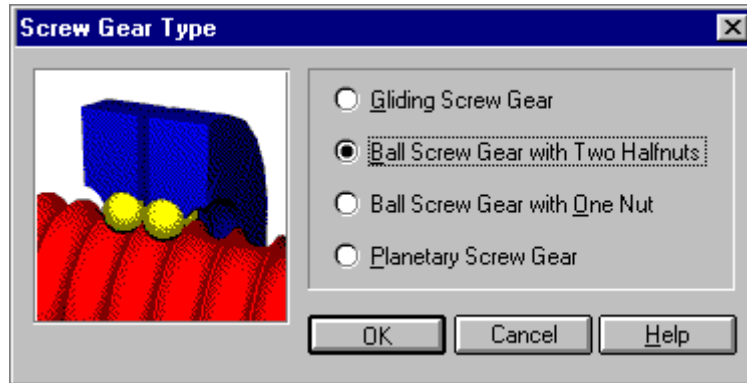 Screw Gear Type
Gliding Screw Gear
Ball Screw Gear with Two Halfnuts
Ball Screw Gear with One Nut
Planetary Screw Gear
OK Cancel Help